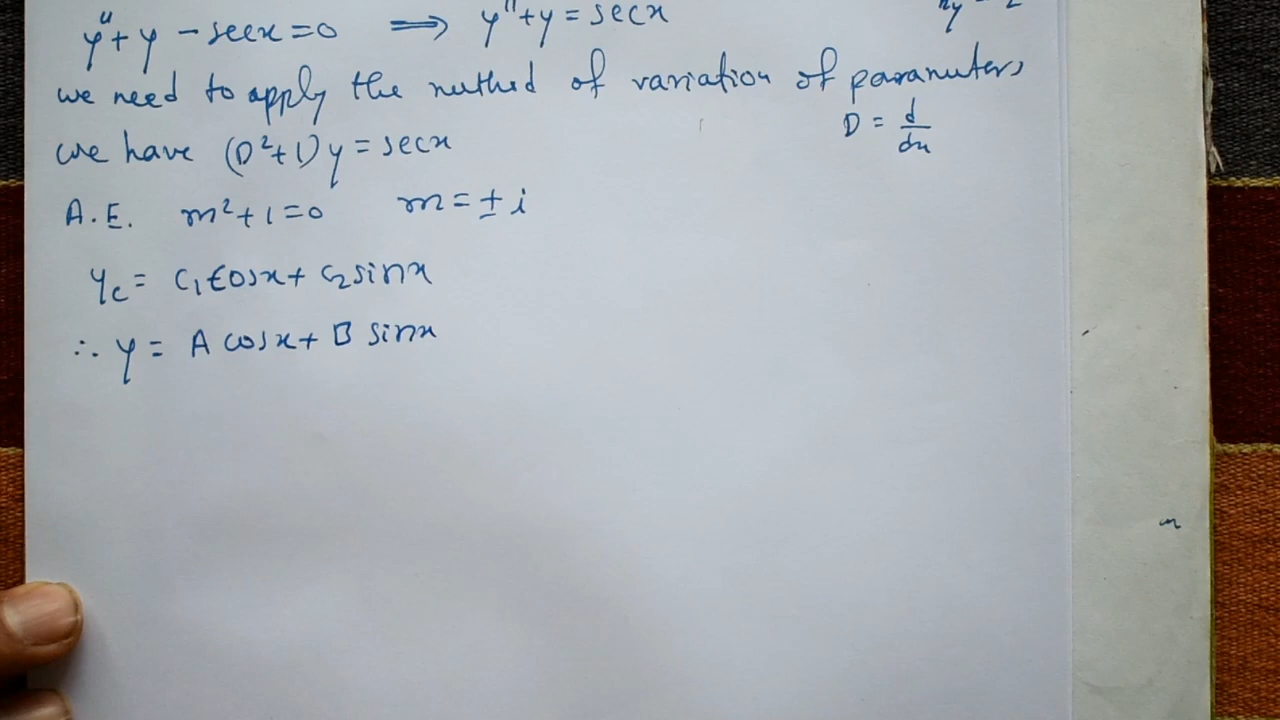 y'' + y - secx = 0 ⟹ y'' + y = secx
we need to apply the method of variation of parameters
we have (D²+1)y = secx D = d/dx
A.E. m²+1=0 m = ± i
y_c = c₁cosx + c₂sinx
∴ y = A cosx + B sinx